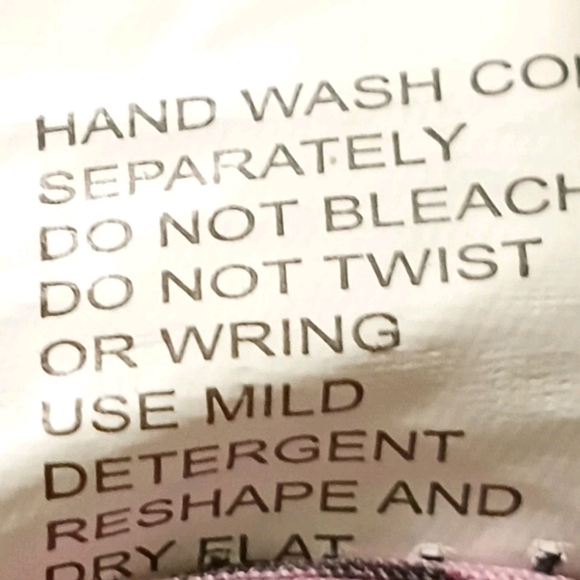 HAND WASH
SEPARATELY
DO NOT BLEACH
DO NOT TWIST
OR WRING
USE MILD
DETERGENT
RESHAPE AND
DRY FLAT